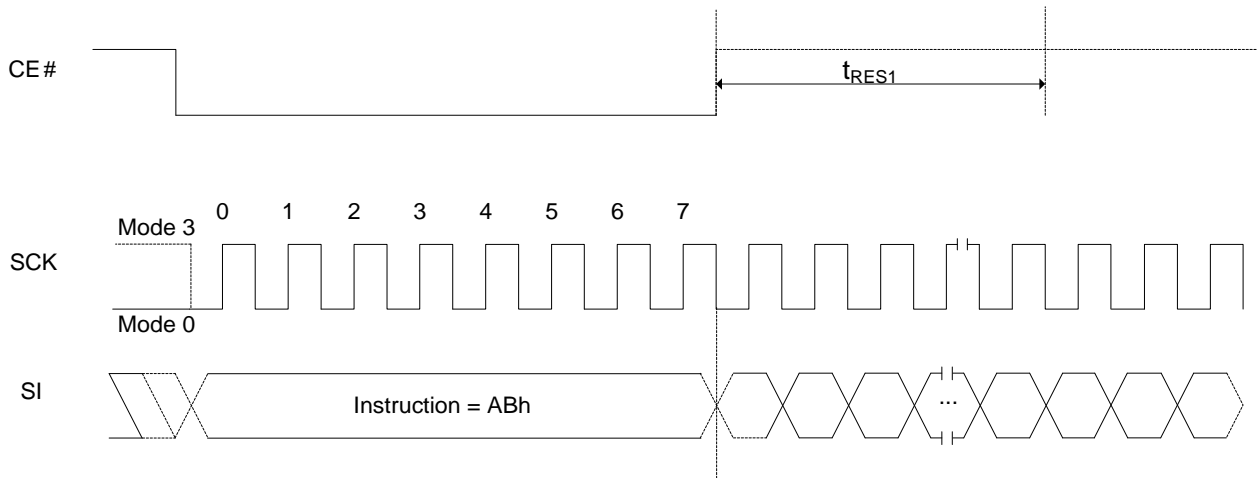 CE#
tRES1
0 1 2 3 4 5 6 7
Mode 3
SCK
Mode 0
SI
Instruction = ABh
...